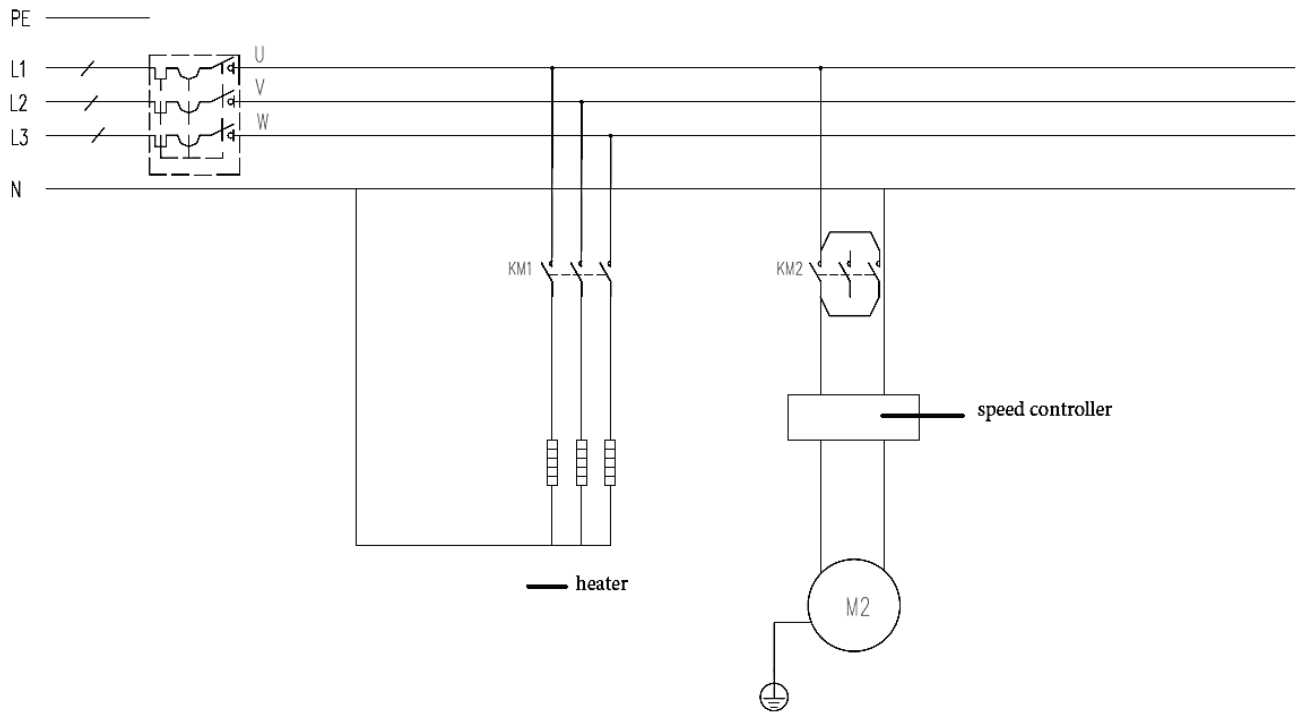 PE
L1
U
L2
V
L3
W
N
KM1
KM2
speed controller
heater
M2